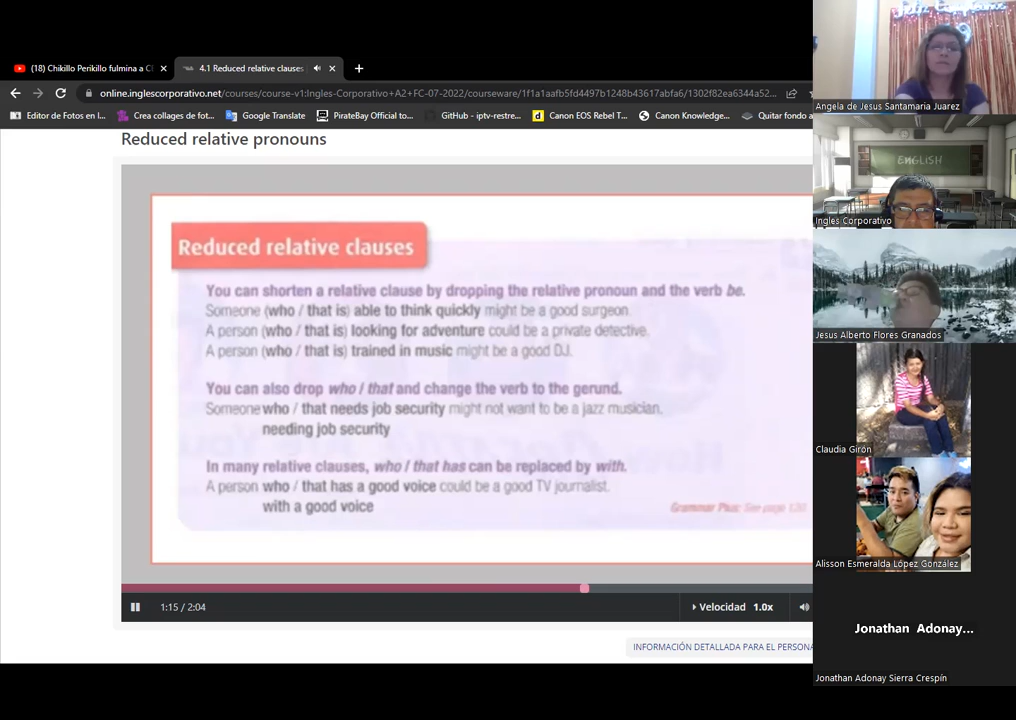 (18) Chikillo Perikillo fulmina a C
4.1 Reduced relative clauses
online.inglescorporativo.net/courses/course-v1:Ingles-Corporativo+A2+FC-07-2022/courseware/1f1a1aafb5fd4497b1248b43617abfa6/1302f82ea6344a52...
Editor de Fotos en l...
Crea collages de fot...
Google Translate
PirateBay Official to...
GitHub - iptv-restre...
Canon EOS Rebel T...
Canon Knowledge...
Quitar fondo a
Reduced relative pronouns
Reduced relative clauses
You can shorten a relative clause by dropping the relative pronoun and the verb be.
Someone (who / that is) able to think quickly might be a good surgeon.
A person (who / that is) looking for adventure could be a private detective.
A person (who / that is) trained in music might be a good DJ.
You can also drop who / that and change the verb to the gerund.
Someone who / that needs job security might not want to be a jazz musician.
needing job security
In many relative clauses, who / that has can be replaced by with.
A person who / that has a good voice could be a good TV journalist.
with a good voice
Grammar Plus: See page
1:15 / 2:04
Velocidad 1.0x
INFORMACIÓN DETALLADA PARA EL PERSONA
Angela de Jesus Santamaria Juarez
ENGLISH
Ingles Corporativo
Jesus Alberto Flores Granados
Claudia Girón
Alisson Esmeralda López González
Jonathan Adonay...
Jonathan Adonay Sierra Crespín